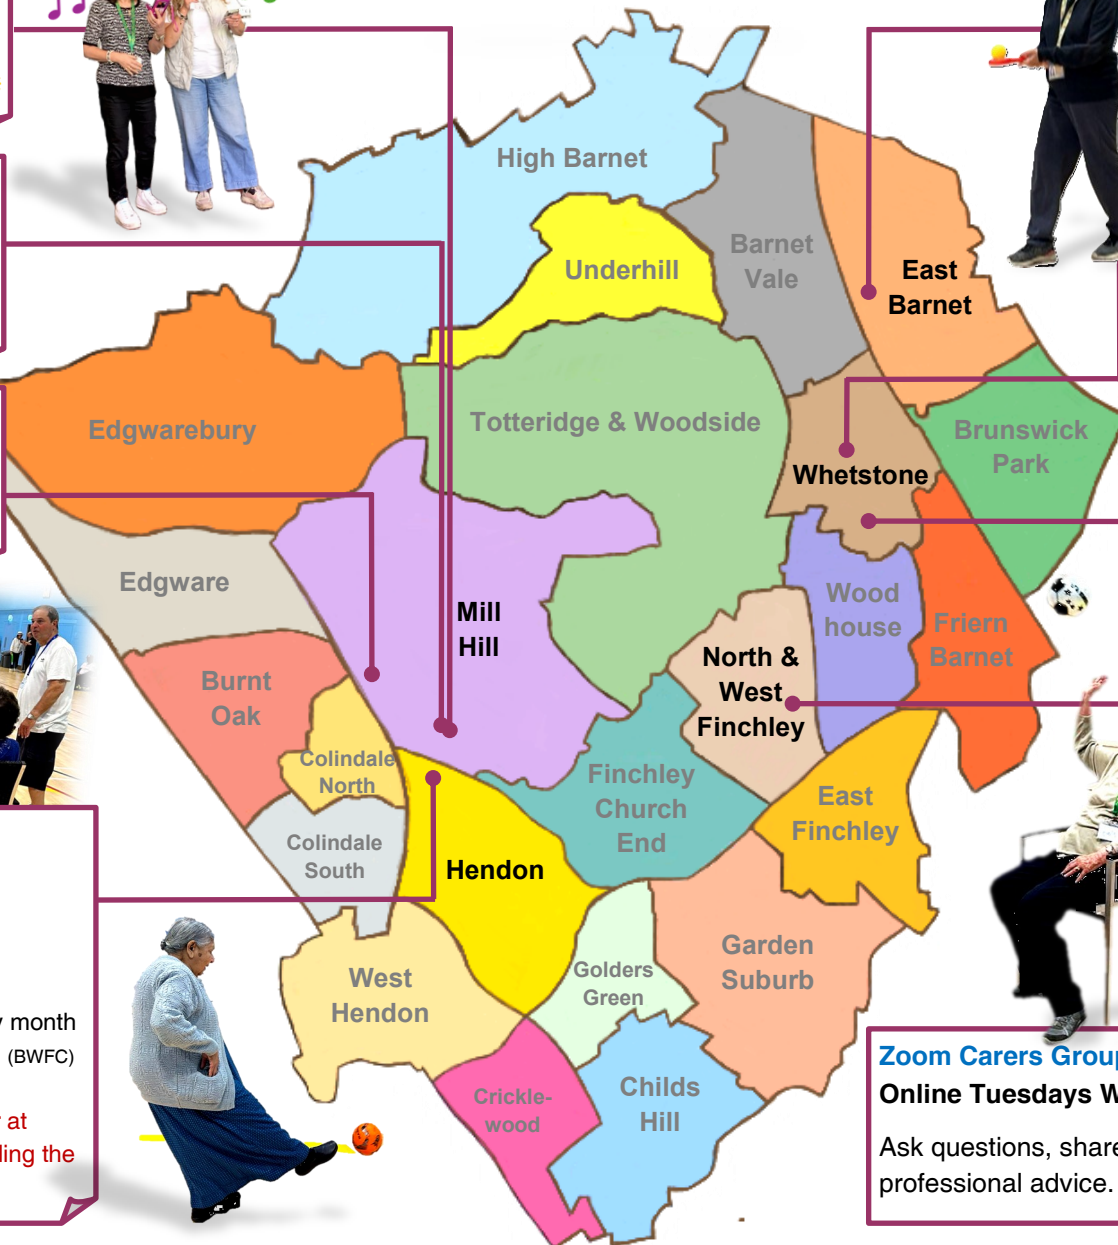 High Barnet
Underhill
Barnet
Vale
East
Barnet
Edgwarebury
Totteridge & Woodside
Brunswick
Park
Whetstone
Edgware
Wood
house
Mill
Hill
Friern
Barnet
North &
West
Finchley
Burnt
Oak
Colindale
North
Finchley
Church
End
East
Finchley
Colindale
South
Hendon
Garden
Suburb
Golders
Green
West
Hendon
Crickle-
wood
Childs
Hill
y month
(BWFC)
at
ling the
Zoom Carers Group
Online Tuesdays W
Ask questions, share
professional advice.